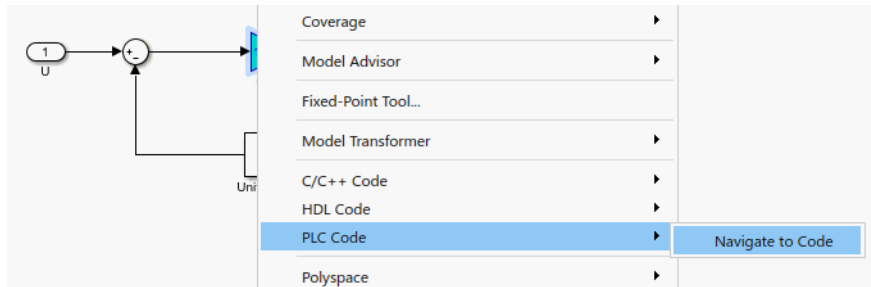 Coverage
1
+
-
U
Model Advisor
Fixed-Point Tool...
Model Transformer
C/C++ Code
Uni
HDL Code
PLC Code
Navigate to Code
Polyspace